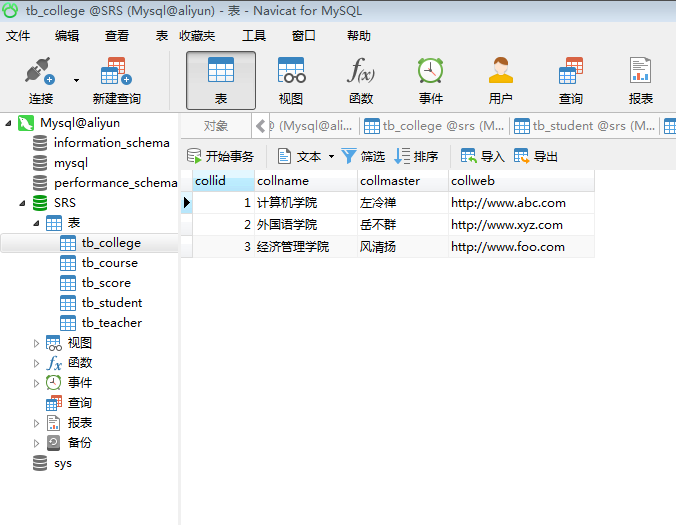 tb_college @SRS (Mysql@aliyun) - 表 - Navicat for MySQL
文件 编辑 查看 表 收藏夹 工具 窗口 帮助
连接 新建查询 表 视图 函数 事件 用户 查询 报表
Mysql@aliyun
information_schema
mysql
performance_schema
SRS
表
tb_college
tb_course
tb_score
tb_student
tb_teacher
视图
函数
事件
查询
报表
备份
sys
对象 @ (Mysql@ali... tb_college @srs (M... tb_student @srs (M...
开始事务 文本 筛选 排序 导入 导出
collid collname collmaster collweb
1 计算机学院 左冷禅 http://www.abc.com
2 外国语学院 岳不群 http://www.xyz.com
3 经济管理学院 风清扬 http://www.foo.com